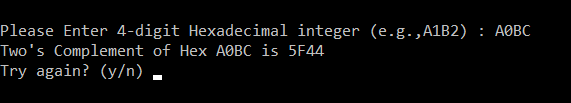 Please Enter 4-digit Hexadecimal integer (e.g.,A1B2) : A0BC
Two's Complement of Hex A0BC is 5F44
Try again? (y/n)